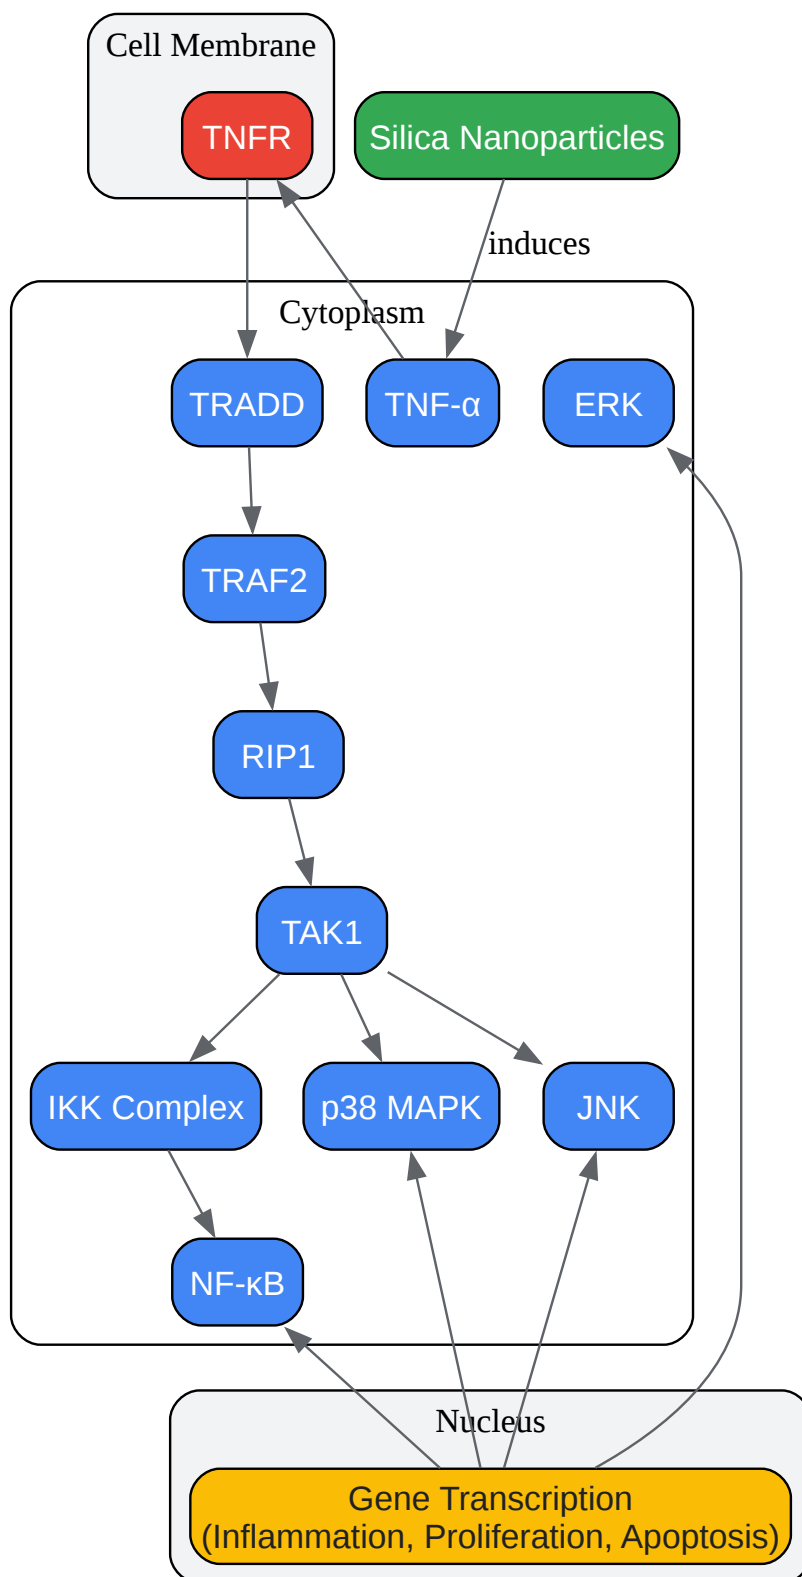 Cell Membrane
TNFR
Silica Nanoparticles
induces
Cytoplasm
TRADD
TNF-α
ERK
TRAF2
RIP1
TAK1
IKK Complex
p38 MAPK
JNK
NF-κB
Nucleus
Gene Transcription
(Inflammation, Proliferation, Apoptosis)